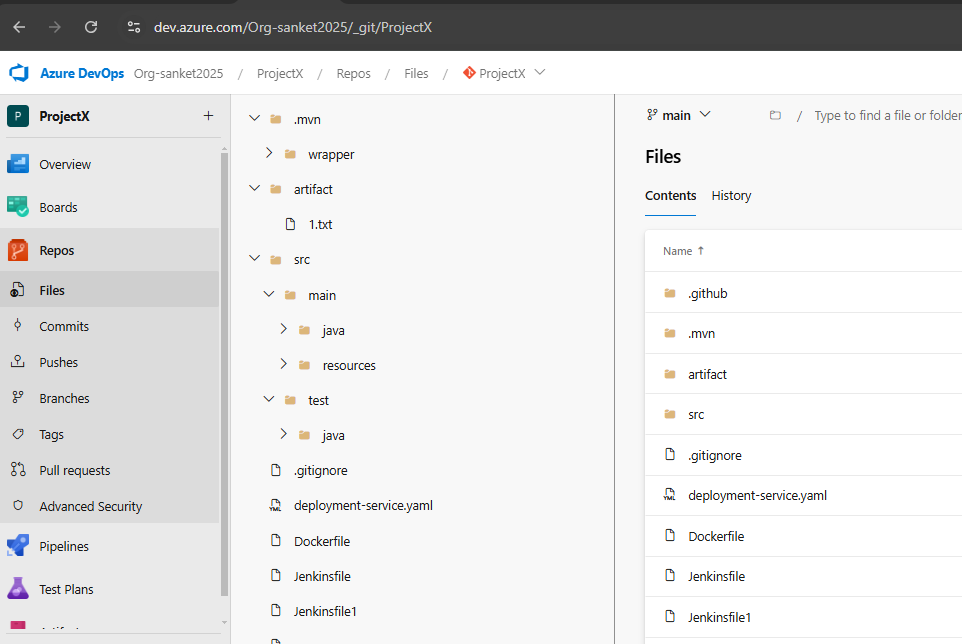 dev.azure.com/Org-sanket2025/_git/ProjectX
Azure DevOps Org-sanket2025 / ProjectX / Repos / Files / ProjectX
P ProjectX +
Overview
Boards
Repos
Files
Commits
Pushes
Branches
Tags
Pull requests
Advanced Security
Pipelines
Test Plans
.mvn
wrapper
artifact
1.txt
src
main
java
resources
test
java
.gitignore
YML deployment-service.yaml
Dockerfile
Jenkinsfile
Jenkinsfile1
main / Type to find a file or folder
Files
Contents History
Name ↑
.github
.mvn
artifact
src
.gitignore
YML deployment-service.yaml
Dockerfile
Jenkinsfile
Jenkinsfile1